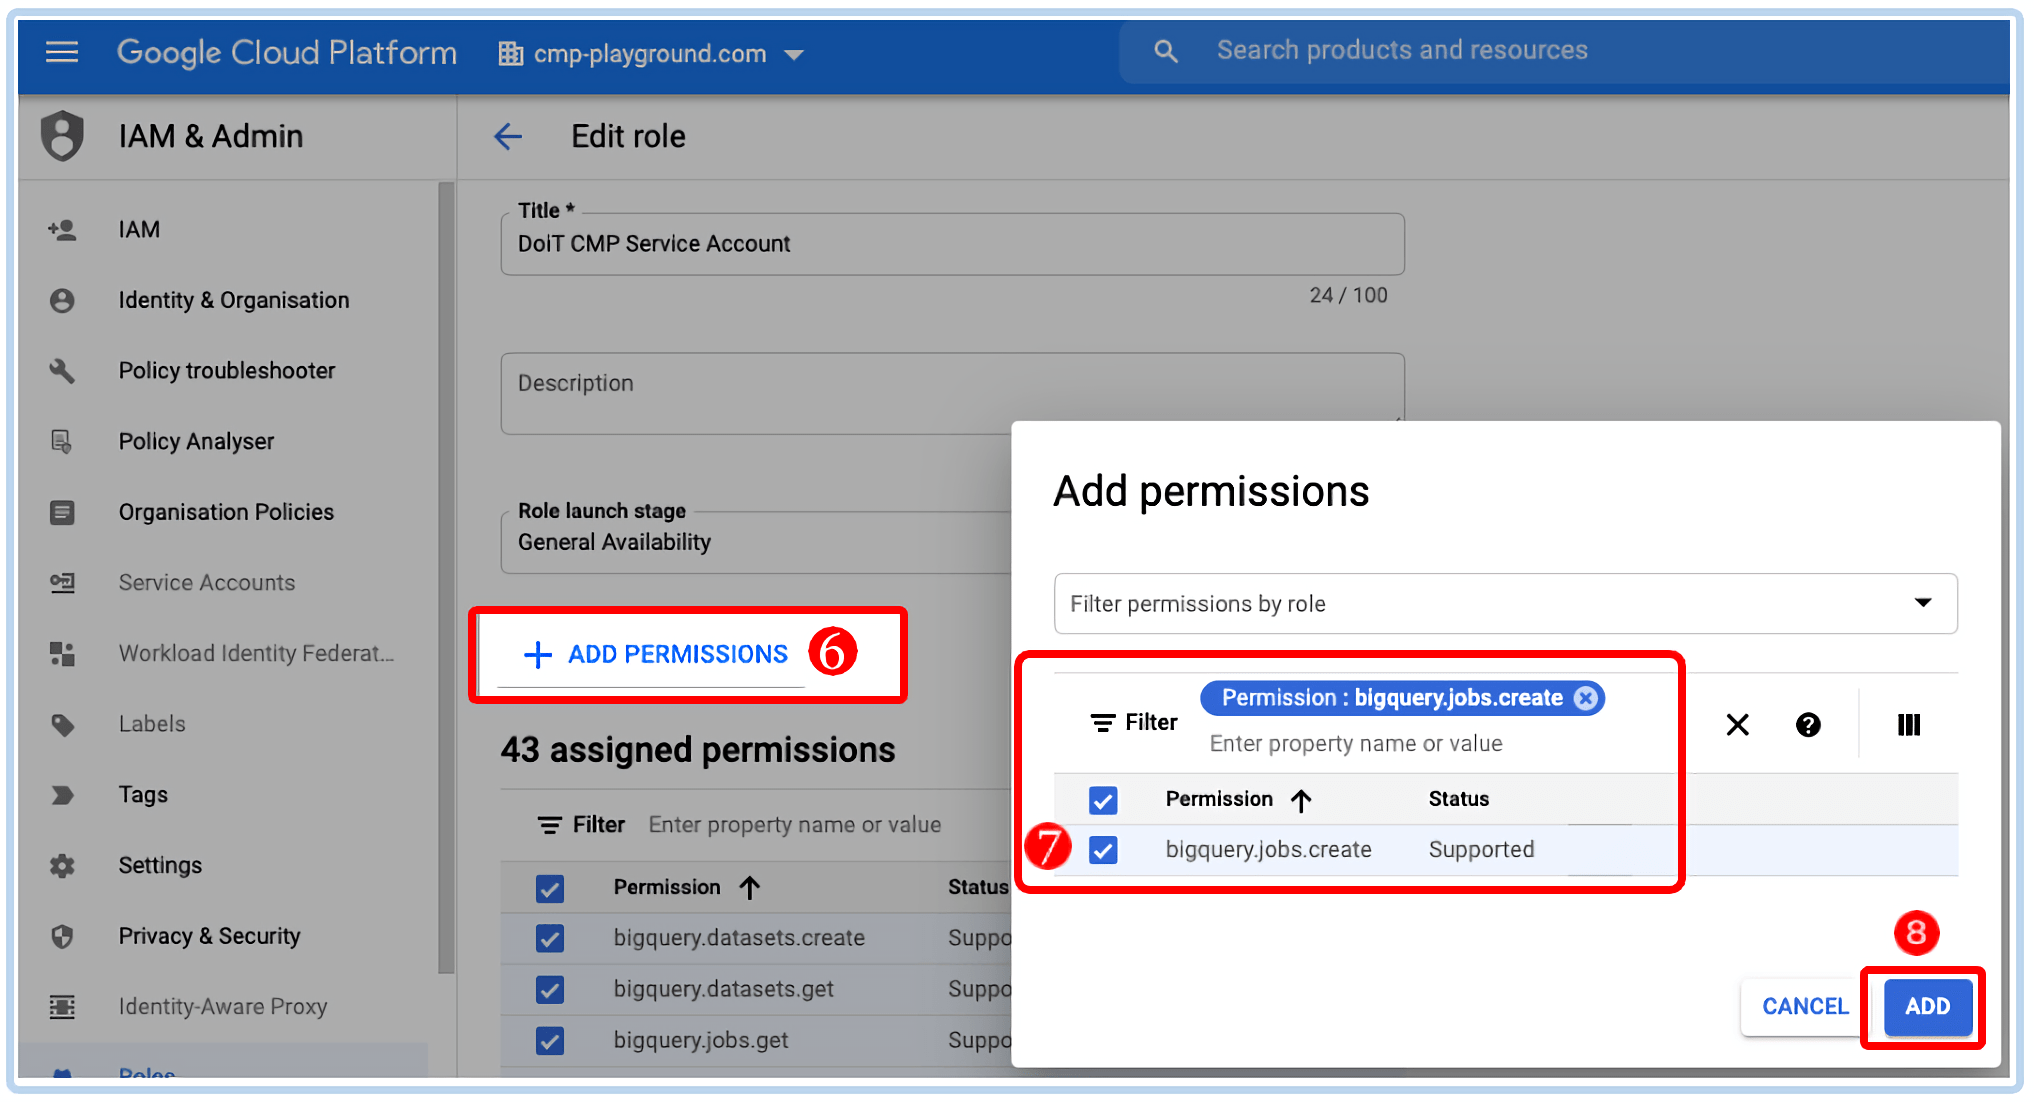 Google Cloud Platform
cmp-playground.com
Search products and resources
IAM & Admin
Edit role
IAM
Identity & Organisation
Policy troubleshooter
Policy Analyser
Organisation Policies
Service Accounts
Workload Identity Federat...
Labels
Tags
Settings
Privacy & Security
Identity-Aware Proxy
Roles
Title *
DoiT CMP Service Account
24 / 100
Description
Role launch stage
General Availability
ADD PERMISSIONS 6
43 assigned permissions
Filter Enter property name or value
Permission Status
bigquery.datasets.create Suppo
bigquery.datasets.get Suppo
bigquery.jobs.get Suppo
Add permissions
Filter permissions by role
Permission : bigquery.jobs.create
Filter
Enter property name or value
Permission Status
7 bigquery.jobs.create Supported
8
CANCEL ADD